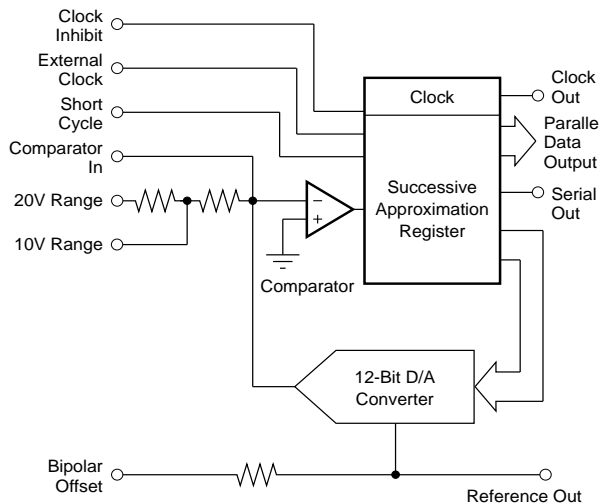 Clock
Inhibit
External
Clock
Short
Cycle
Comparator
In
20V Range
10V Range
Clock
Successive
Approximation
Register
Clock
Out
Paralle
Data
Output
Serial
Out
−
+
Comparator
12-Bit D/A
Converter
Bipolar
Offset
Reference Out